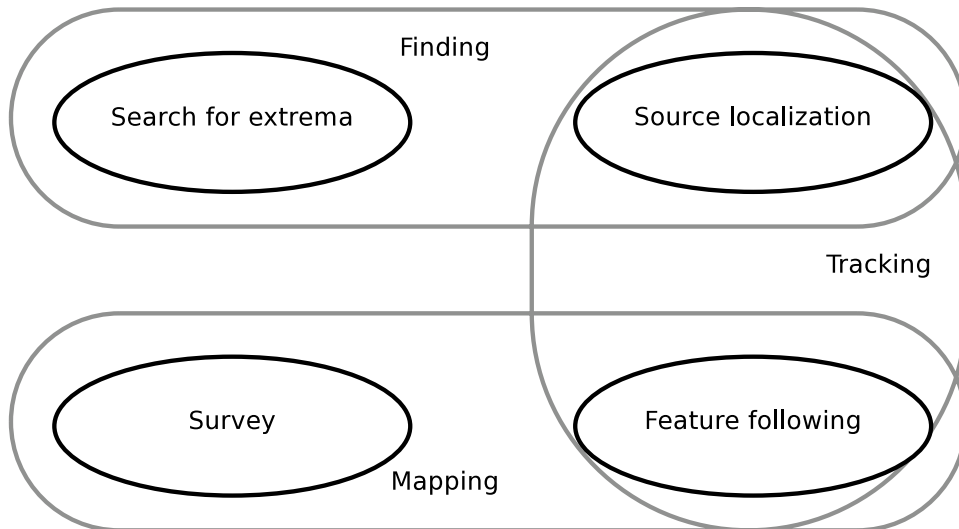 Finding
Search for extrema
Source localization
Tracking
Survey
Feature following
Mapping